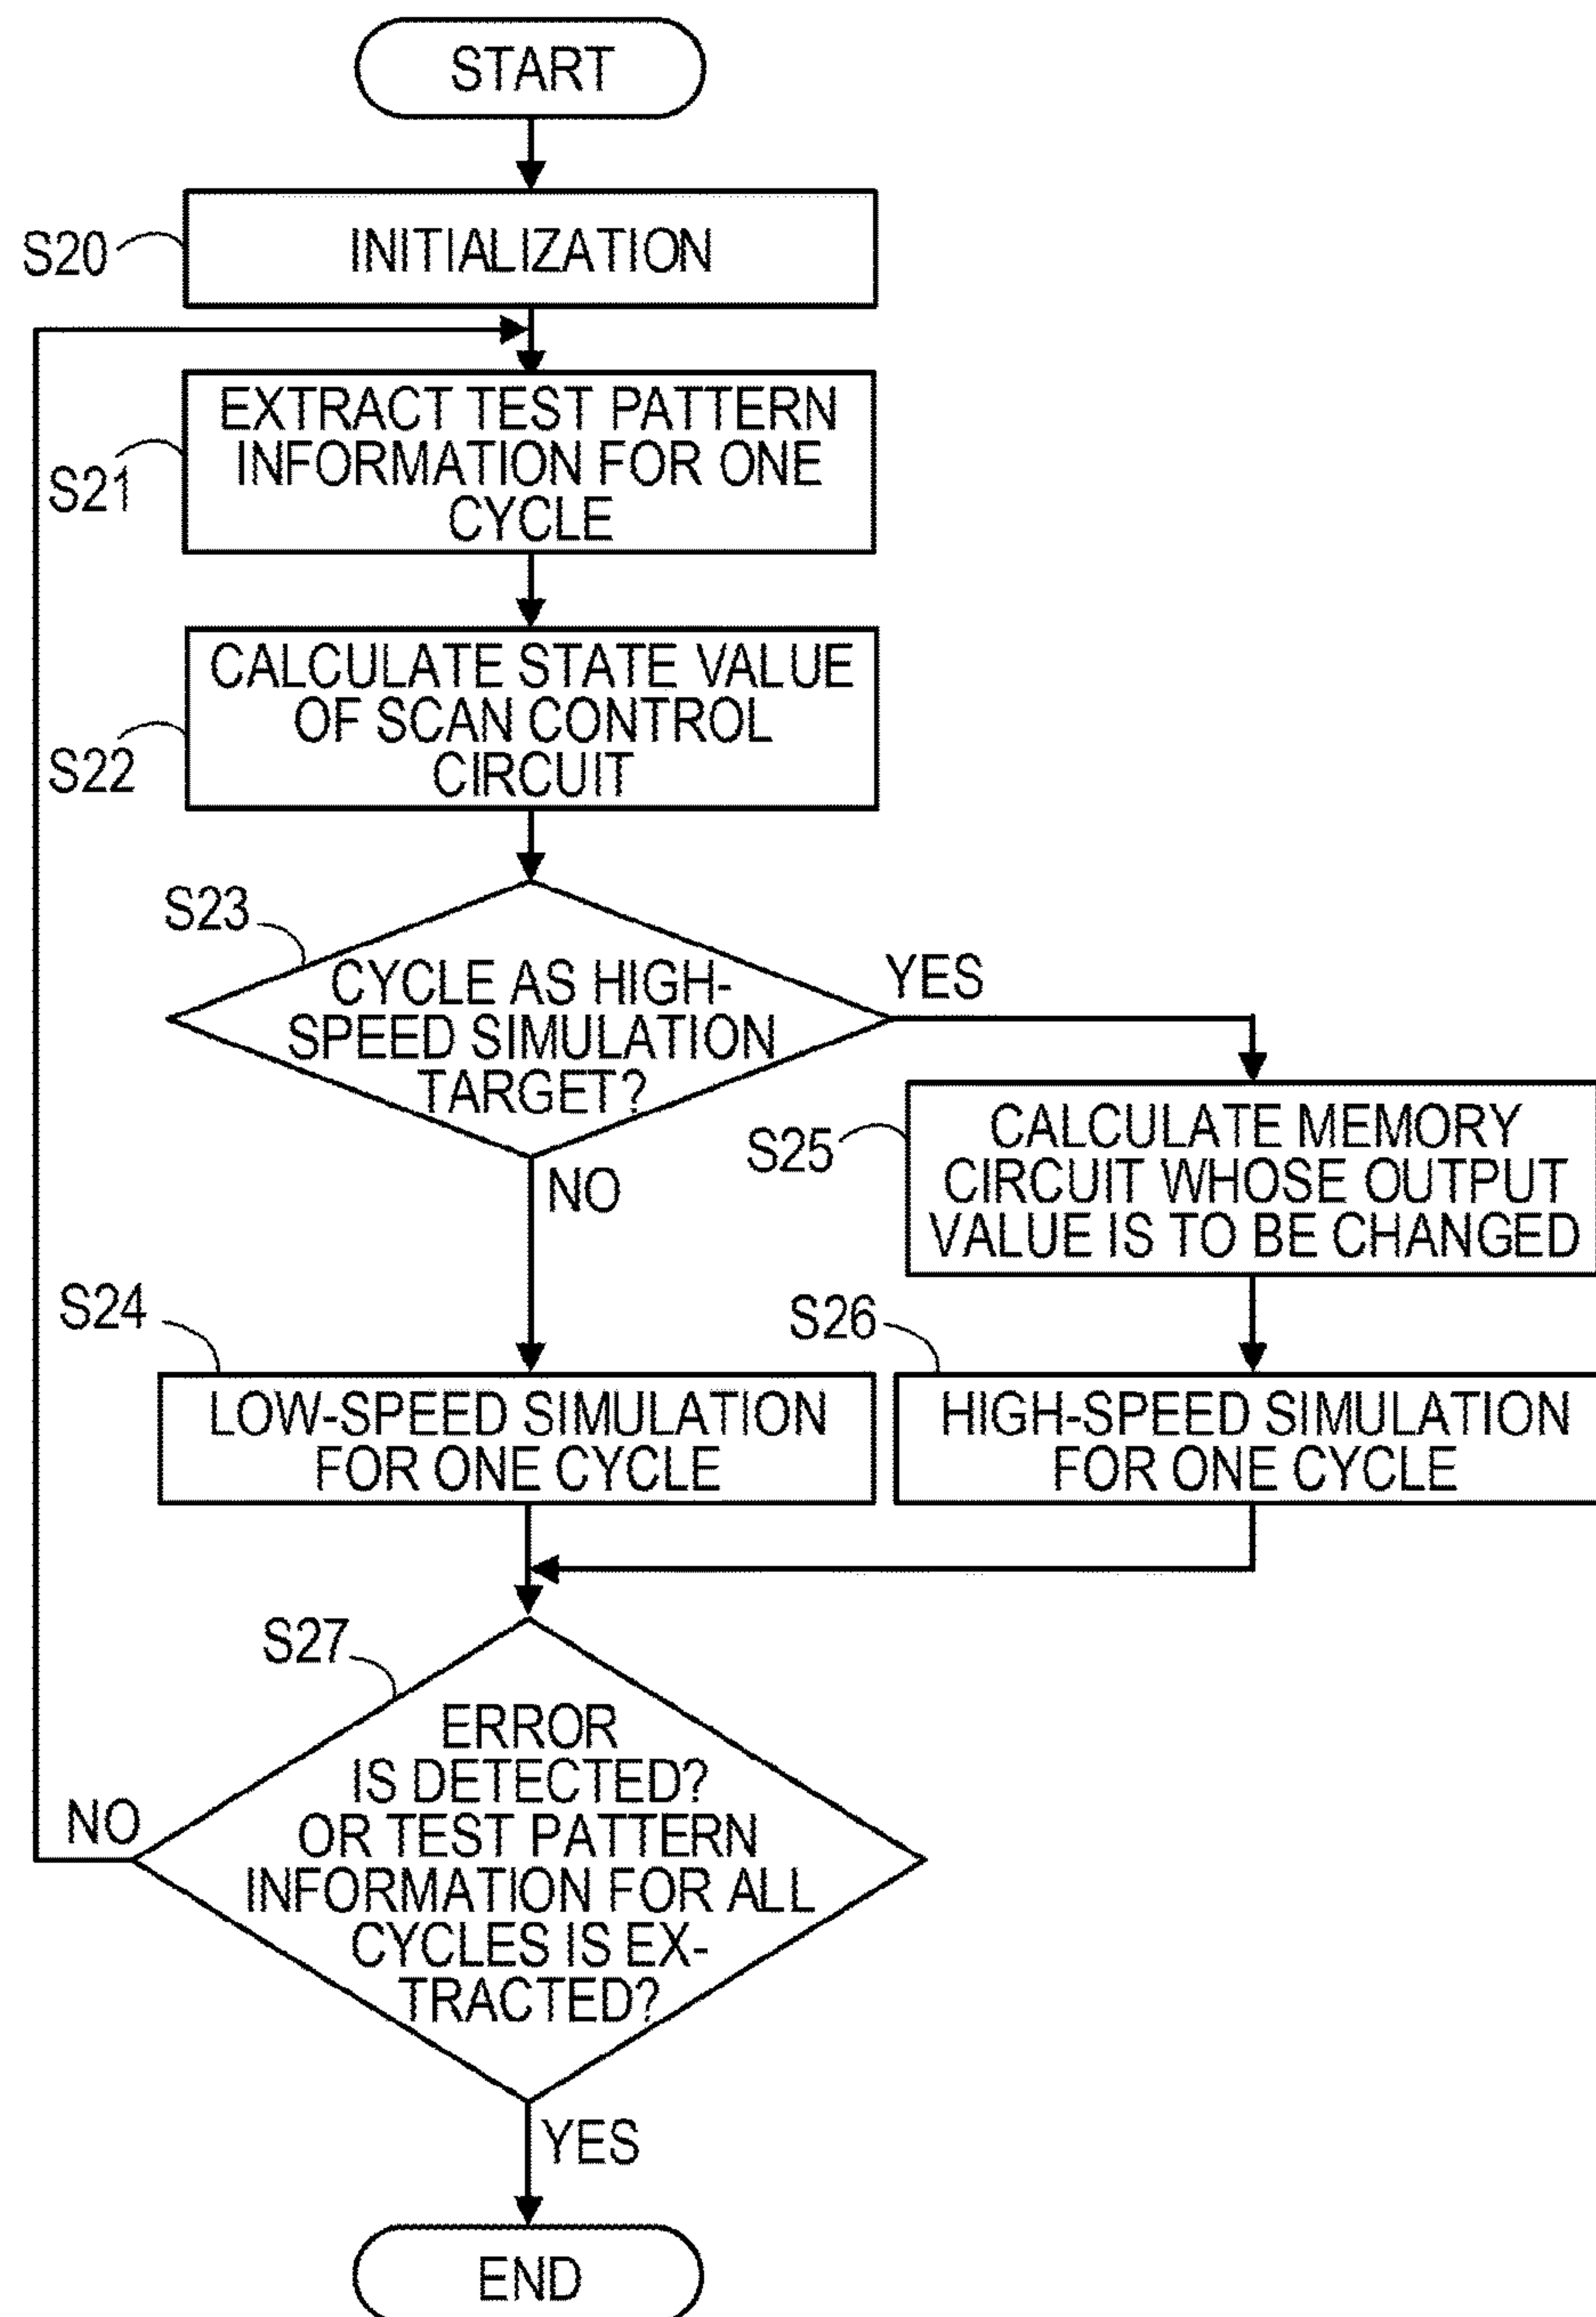 START
S20
INITIALIZATION
S21
EXTRACT TEST PATTERN
INFORMATION FOR ONE
CYCLE
S22
CALCULATE STATE VALUE
OF SCAN CONTROL
CIRCUIT
S23
CYCLE AS HIGH-
SPEED SIMULATION
TARGET?
YES
NO
S25
CALCULATE MEMORY
CIRCUIT WHOSE OUTPUT
VALUE IS TO BE CHANGED
S24
LOW-SPEED SIMULATION
FOR ONE CYCLE
S26
HIGH-SPEED SIMULATION
FOR ONE CYCLE
S27
ERROR
IS DETECTED?
OR TEST PATTERN
INFORMATION FOR ALL
CYCLES IS EX-
TRACTED?
NO
YES
END